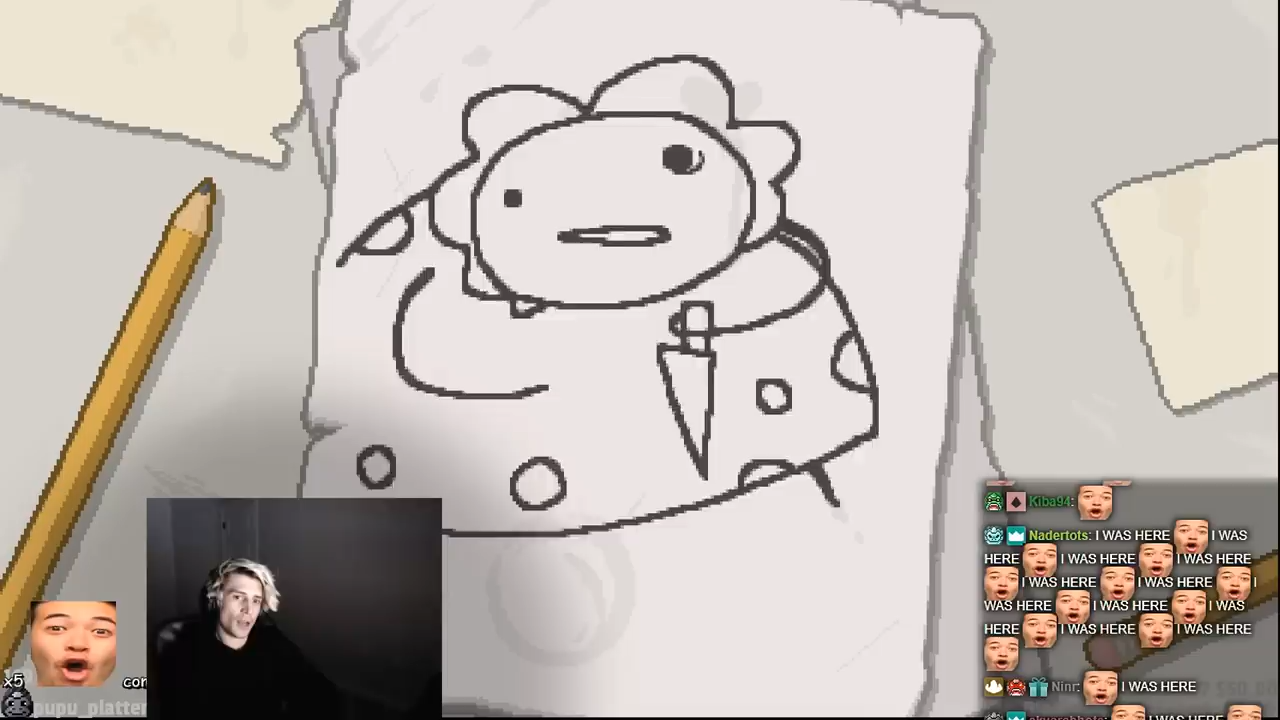 Kiba94:
Nadertots: I WAS HERE I WAS
HERE I WAS HERE I WAS HERE
I WAS HERE I WAS HERE I
WAS HERE I WAS HERE I WAS
HERE I WAS HERE I WAS HERE
Ninr: I WAS HERE
x5
pupu_platter